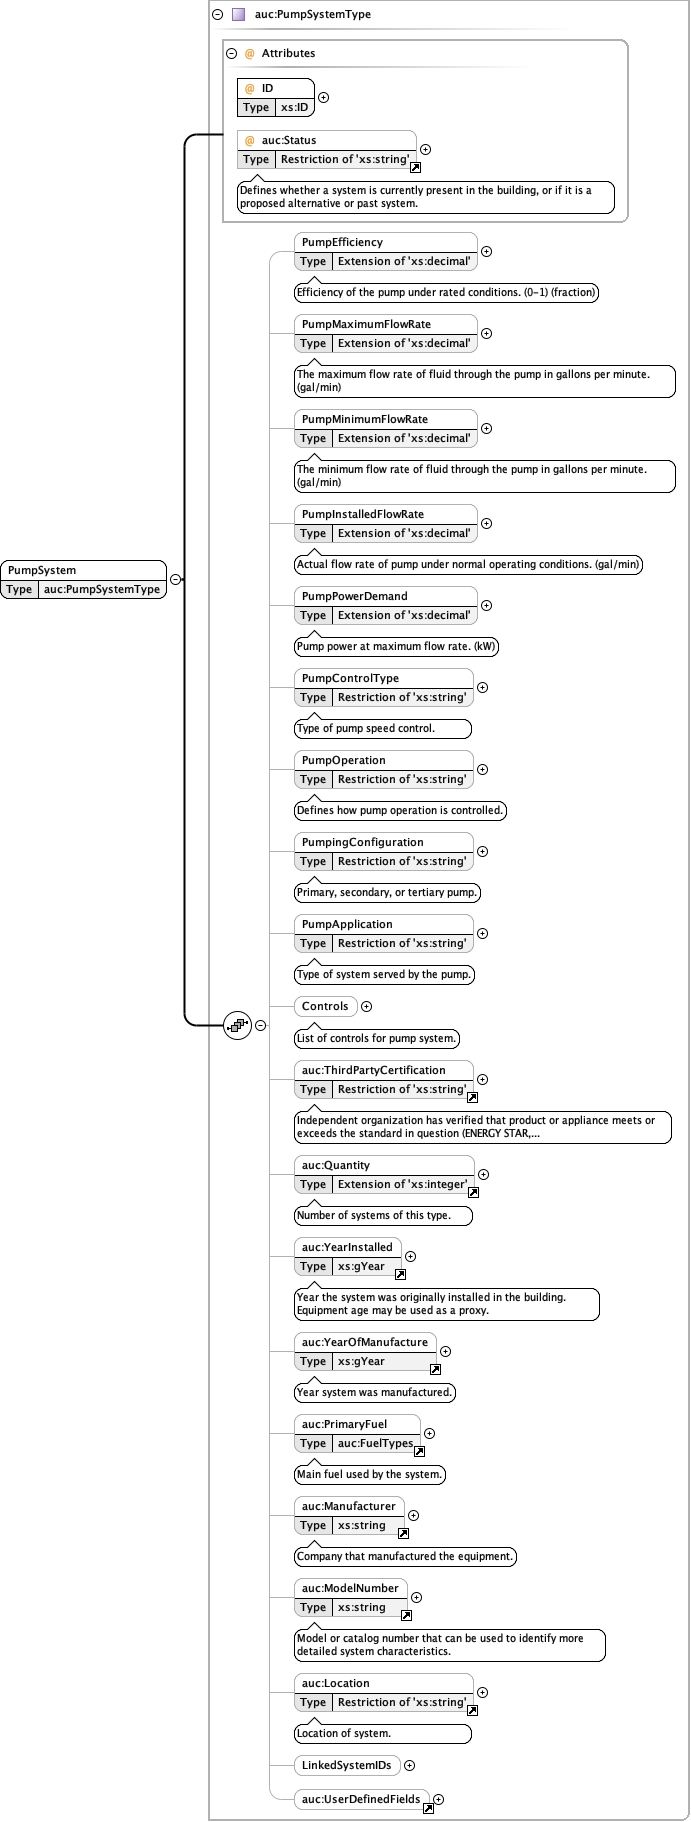 auc:PumpSystemType
@ Attributes
@ ID
Type xs:ID
@ auc:Status
Type Restriction of 'xs:string'
Defines whether a system is currently present in the building, or if it is a
proposed alternative or past system.
PumpEfficiency
Type Extension of 'xs:decimal'
Efficiency of the pump under rated conditions. (0-1) (fraction)
PumpMaximumFlowRate
Type Extension of 'xs:decimal'
The maximum flow rate of fluid through the pump in gallons per minute.
(gal/min)
PumpMinimumFlowRate
Type Extension of 'xs:decimal'
The minimum flow rate of fluid through the pump in gallons per minute.
(gal/min)
PumpInstalledFlowRate
Type Extension of 'xs:decimal'
Actual flow rate of pump under normal operating conditions. (gal/min)
PumpSystem
Type auc:PumpSystemType
PumpPowerDemand
Type Extension of 'xs:decimal'
Pump power at maximum flow rate. (kW)
PumpControlType
Type Restriction of 'xs:string'
Type of pump speed control.
PumpOperation
Type Restriction of 'xs:string'
Defines how pump operation is controlled.
PumpingConfiguration
Type Restriction of 'xs:string'
Primary, secondary, or tertiary pump.
PumpApplication
Type Restriction of 'xs:string'
Type of system served by the pump.
Controls
List of controls for pump system.
auc:ThirdPartyCertification
Type Restriction of 'xs:string'
Independent organization has verified that product or appliance meets or
exceeds the standard in question (ENERGY STAR,...
auc:Quantity
Type Extension of 'xs:integer'
Number of systems of this type.
auc:YearInstalled
Type xs:gYear
Year the system was originally installed in the building.
Equipment age may be used as a proxy.
auc:YearOfManufacture
Type xs:gYear
Year system was manufactured.
auc:PrimaryFuel
Type auc:FuelTypes
Main fuel used by the system.
auc:Manufacturer
Type xs:string
Company that manufactured the equipment.
auc:ModelNumber
Type xs:string
Model or catalog number that can be used to identify more
detailed system characteristics.
auc:Location
Type Restriction of 'xs:string'
Location of system.
LinkedSystemIDs
auc:UserDefinedFields